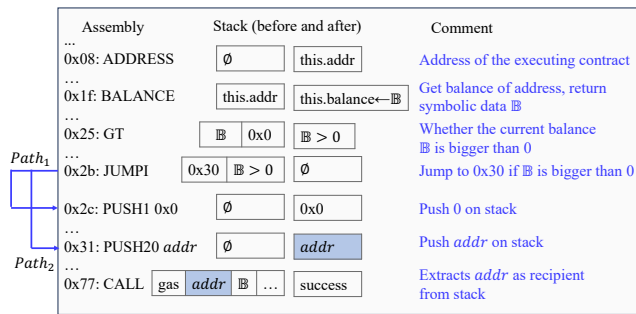 Assembly Stack (before and after) Comment
...
0x08: ADDRESS ∅ this.addr Address of the executing contract
...
0x1f: BALANCE this.addr this.balance←𝔹 Get balance of address, return
symbolic data 𝔹
...
0x25: GT 𝔹 0x0 𝔹 > 0 Whether the current balance
𝔹 is bigger than 0
...
Path₁
0x2b: JUMPI 0x30 𝔹 > 0 ∅ Jump to 0x30 if 𝔹 is bigger than 0
0x2c: PUSH1 0x0 ∅ 0x0 Push 0 on stack
...
0x31: PUSH20 addr ∅ addr Push addr on stack
Path₂
...
0x77: CALL gas addr 𝔹 ... success Extracts addr as recipient
from stack